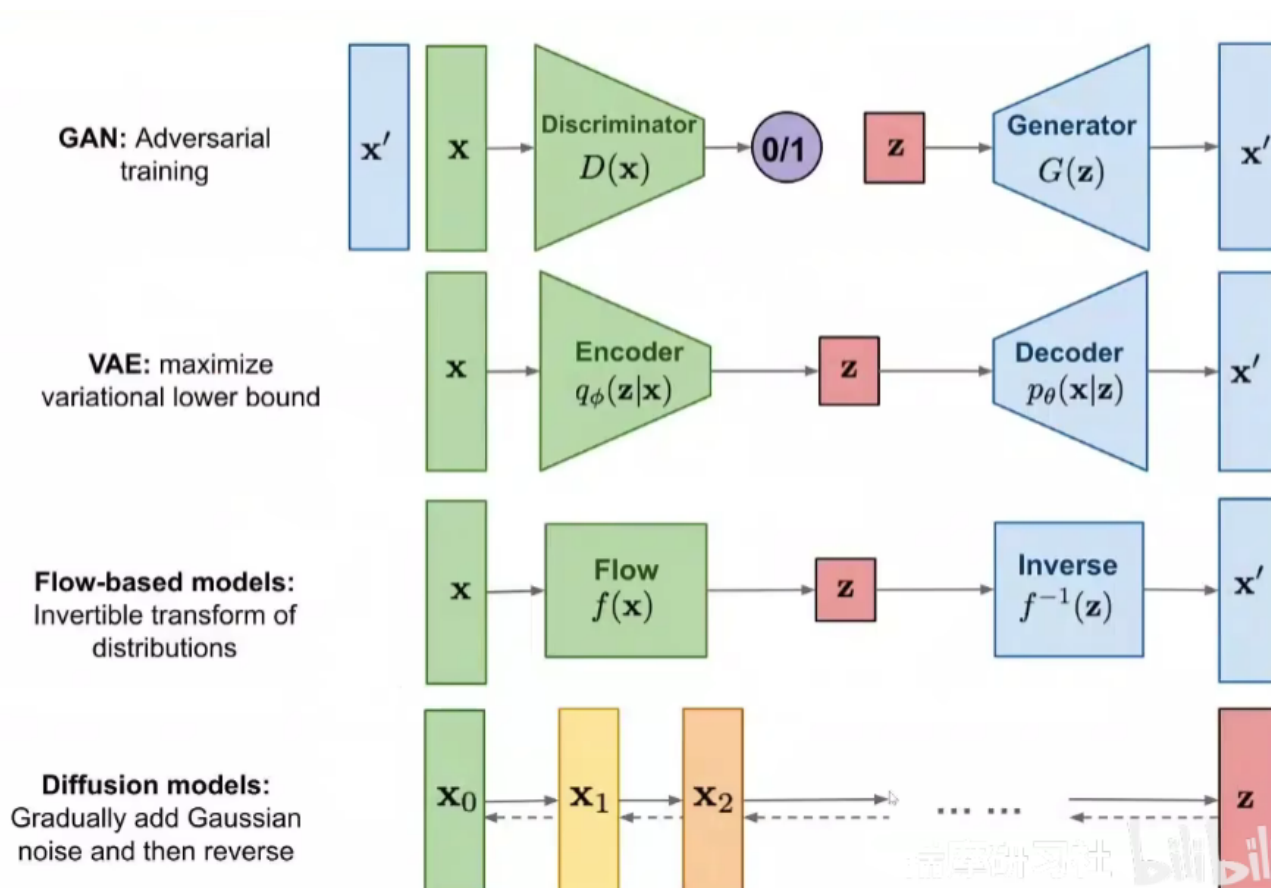 GAN: Adversarial
training
x′
x
Discriminator
D(x)
0/1
z
Generator
G(z)
x′
VAE: maximize
variational lower bound
x
Encoder
qϕ(z|x)
z
Decoder
pθ(x|z)
x′
Flow-based models:
Invertible transform of
distributions
x
Flow
f(x)
z
Inverse
f⁻¹(z)
x′
Diffusion models:
Gradually add Gaussian
noise and then reverse
x₀
x₁
x₂
... ...
z